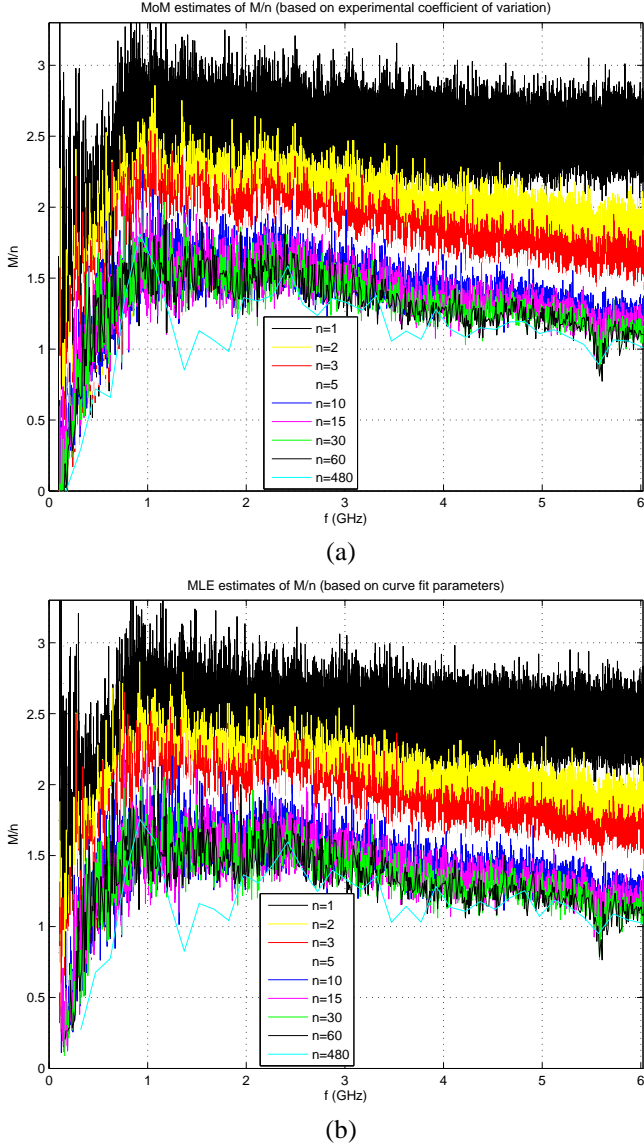 MoM estimates of M/n (based on experimental coefficient of variation)
3
2.5
2
1.5
1
0.5
0
M/n
n=1
n=2
n=3
n=5
n=10
n=15
n=30
n=60
n=480
0 1 2 3 4 5 6
f (GHz)
(a)
MLE estimates of M/n (based on curve fit parameters)
3
2.5
2
1.5
1
0.5
0
M/n
n=1
n=2
n=3
n=5
n=10
n=15
n=30
n=60
n=480
0 1 2 3 4 5 6
f (GHz)
(b)